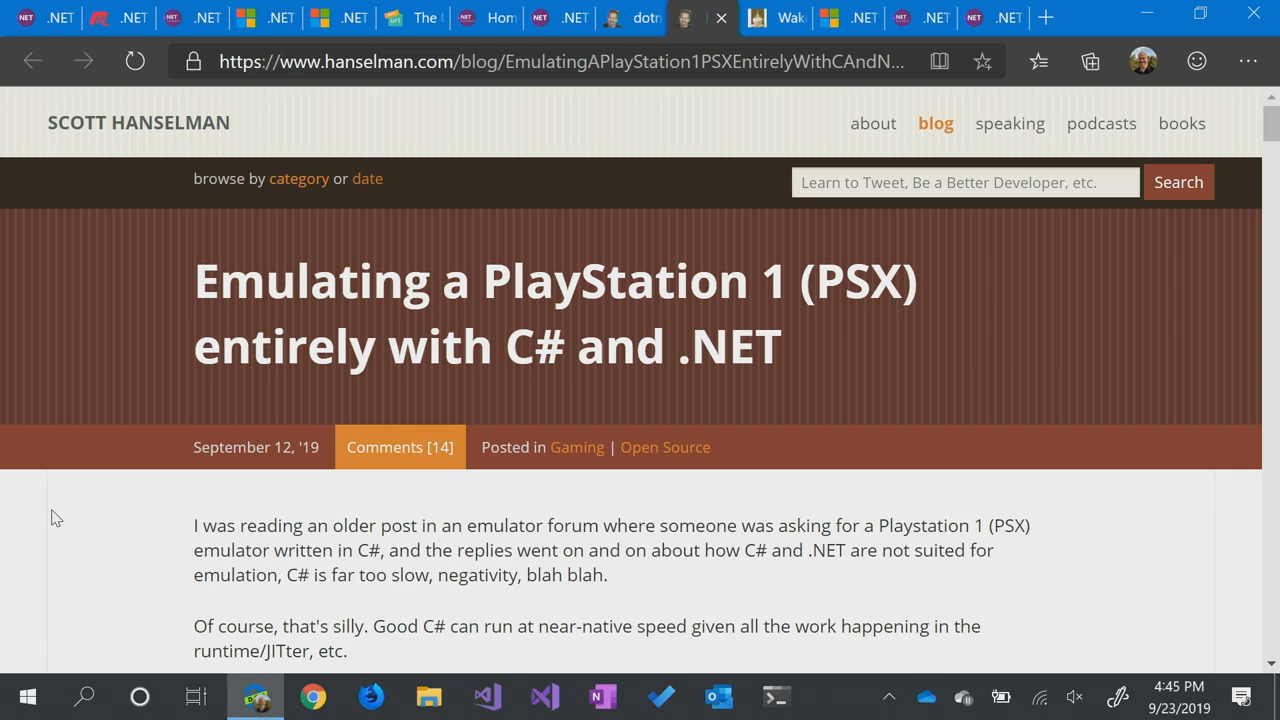 .NET
.NET
.NET
.NET
.NET
The
Hom
.NET
dotn
Wak
.NET
.NET
.NET
https://www.hanselman.com/blog/EmulatingAPlayStation1PSXEntirelyWithCAndN...
SCOTT HANSELMAN
about blog speaking podcasts books
browse by category or date
Learn to Tweet, Be a Better Developer, etc. Search
Emulating a PlayStation 1 (PSX)
entirely with C# and .NET
September 12, '19 Comments [14] Posted in Gaming | Open Source
I was reading an older post in an emulator forum where someone was asking for a Playstation 1 (PSX)
emulator written in C#, and the replies went on and on about how C# and .NET are not suited for
emulation, C# is far too slow, negativity, blah blah.
Of course, that's silly. Good C# can run at near-native speed given all the work happening in the
runtime/JITter, etc.
4:45 PM
9/23/2019